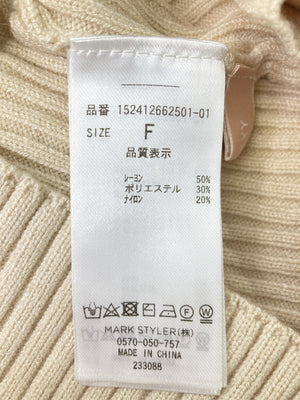 品番 152412662501-01
SIZE F
品質表示
レーヨン 50%
ポリエステル 30%
ナイロン 20%
MARK STYLER(株)
0570-050-757
MADE IN CHINA
233088